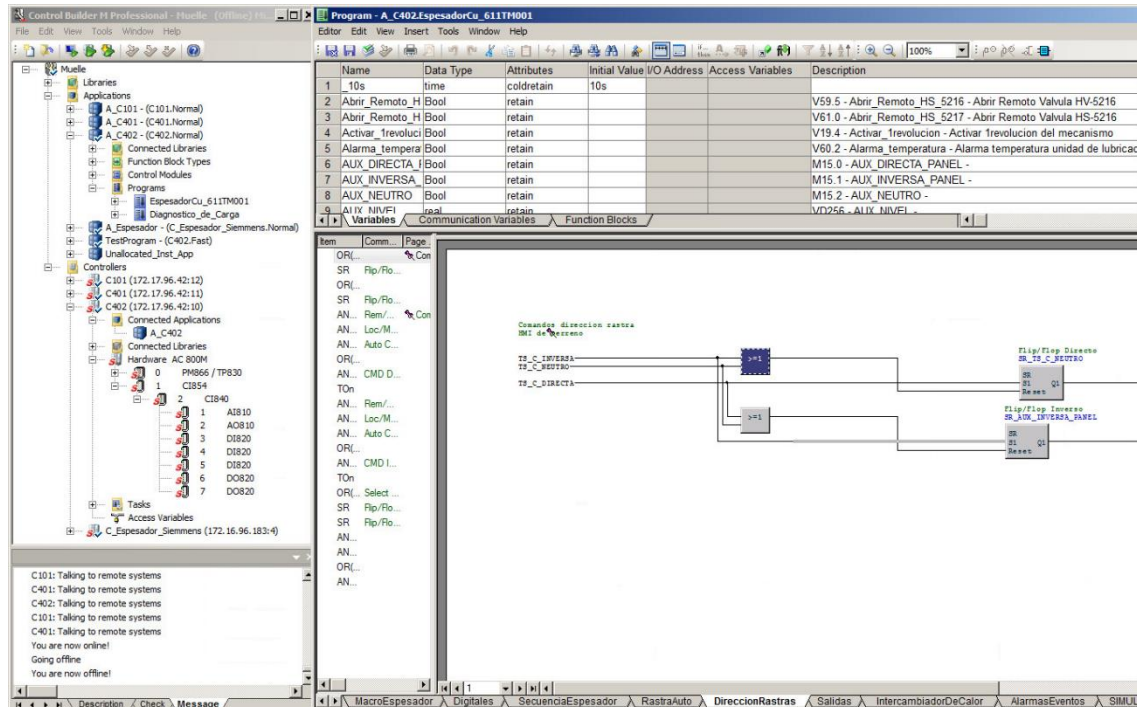 Control Builder M Professional - Muelle (Offline)
File Edit View Tools Window Help
Muelle
Libraries
Applications
A_C101 - (C101.Normal)
A_C401 - (C401.Normal)
A_C402 - (C402.Normal)
Connected Libraries
Function Block Types
Control Modules
Programs
EspesadorCu_611TM001
Diagnostico_de_Carga
A_Espesador - (C_Espesador_Siemmens.Normal)
TestProgram - (C402.Fast)
Unallocated_Inst_App
Controllers
C101 (172.17.96.42:12)
C401 (172.17.96.42:11)
C402 (172.17.96.42:10)
Connected Applications
A_C402
Connected Libraries
Hardware AC 800M
0 PM866 / TP830
1 CI854
2 CI840
1 AI810
2 AO810
3 DI820
4 DI820
5 DI820
6 DO820
7 DO820
Tasks
Access Variables
C_Espesador_Siemmens (172.16.96.183:4)
C101: Talking to remote systems
C401: Talking to remote systems
C402: Talking to remote systems
C101: Talking to remote systems
C401: Talking to remote systems
You are now online!
Going offline
You are now offline!
Description Check Message
Program - A_C402.EspesadorCu_611TM001
Editor Edit View Insert Tools Window Help
100%
Name Data Type Attributes Initial Value I/O Address Access Variables Description
1 _10s time coldretain 10s
2 Abrir_Remoto_H Bool retain V59.5 - Abrir_Remoto_HS_5216 - Abrir Remoto Valvula HV-5216
3 Abrir_Remoto_H Bool retain V61.0 - Abrir_Remoto_HS_5217 - Abrir Remoto Valvula HS-5216
4 Activar_1revoluci Bool retain V19.4 - Activar_1revolucion - Activar 1revolucion del mecanismo
5 Alarma_tempera Bool retain V60.2 - Alarma_temperatura - Alarma temperatura unidad de lubricac
6 AUX_DIRECTA_F Bool retain M15.0 - AUX_DIRECTA_PANEL -
7 AUX_INVERSA_ Bool retain M15.1 - AUX_INVERSA_PANEL -
8 AUX_NEUTRO Bool retain M15.2 - AUX_NEUTRO -
9 AUX_NIVEL real retain VD256 - AUX_NIVEL -
Variables Communication Variables Function Blocks
Item Comm... Page
OR(... Con
SR Flip/Flo...
OR(...
SR Flip/Flo...
AN... Rem/... Con
AN... Loc/M...
AN... Auto C...
OR(...
AN... CMD D...
TOn
AN... Rem/...
AN... Loc/M...
AN... Auto C...
OR(...
AN... CMD I...
TOn
OR(... Select ...
SR Flip/Flo...
SR Flip/Flo...
AN...
AN...
OR(...
AN...
Comandos direccion rastra
HMI de terreno
TS_C_INVERSA
TS_C_NEUTRO
TS_C_DIRECTA
>=1
>=1
Flip/Flop Directo
SR_TS_C_NEUTRO
SR
S1 Q1
Reset
Flip/Flop Inverso
SR_AUX_INVERSA_PANEL
SR
S1 Q1
Reset
1
MacroEspesador Digitales SecuenciaEspesador RastraAuto DireccionRastras Salidas IntercambiadorDeCalor AlarmasEventos SIMUL